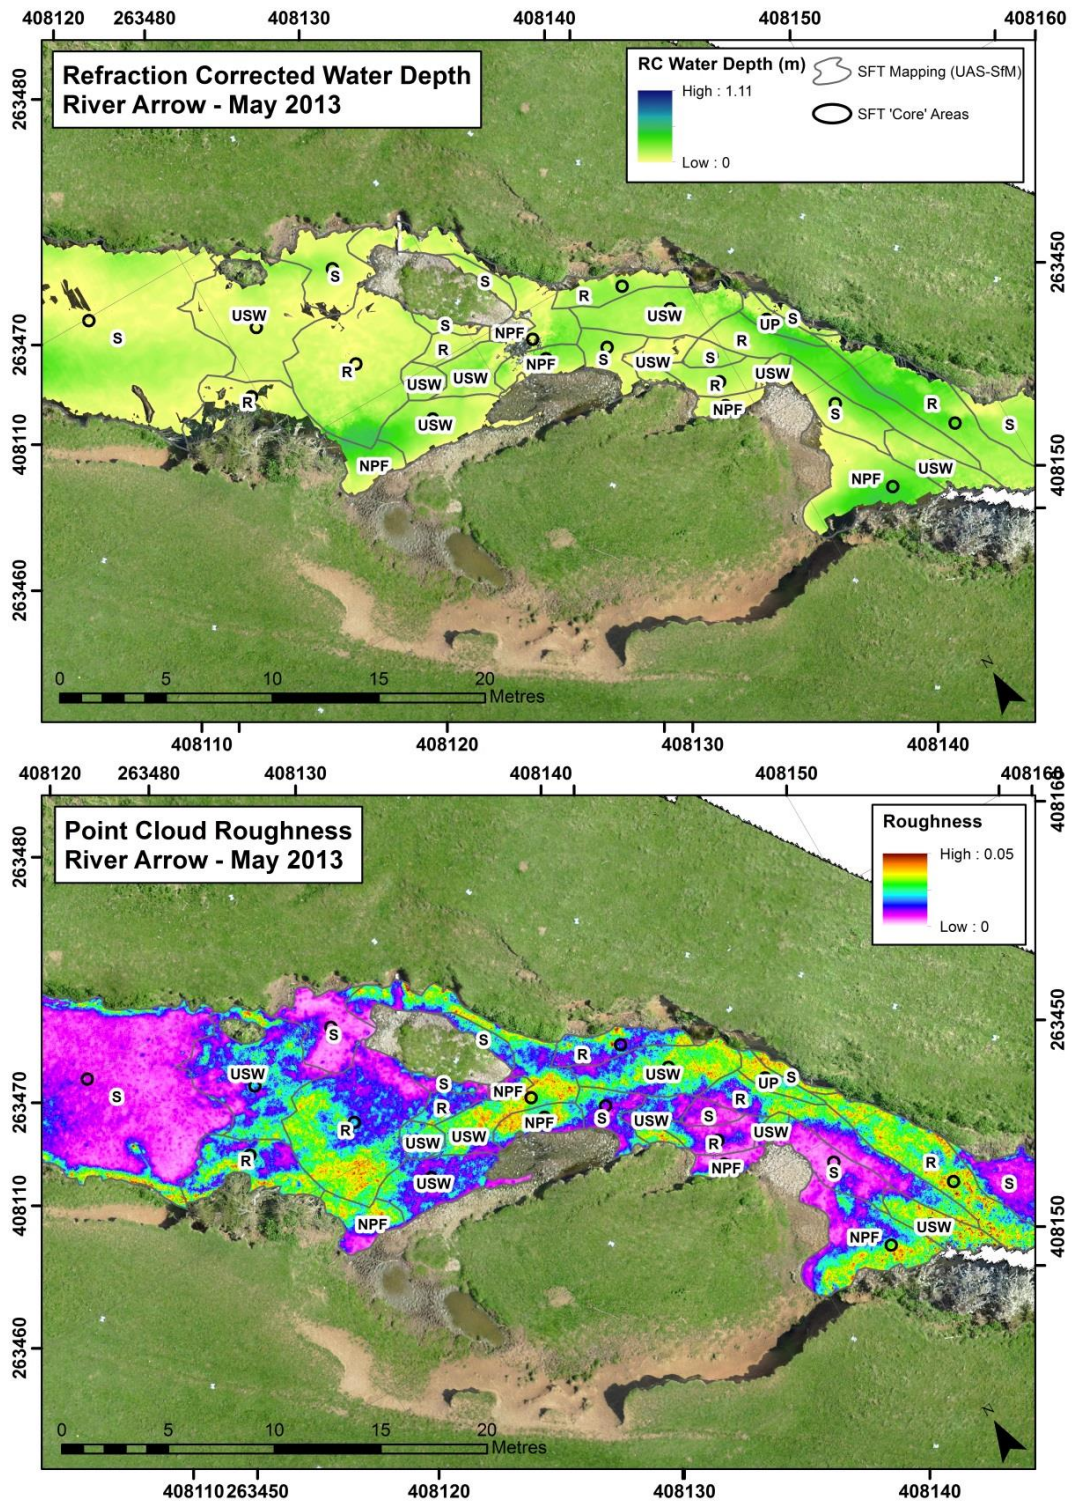 408120 263480 408130 408140 408150 408160
Refraction Corrected Water Depth
River Arrow - May 2013
RC Water Depth (m)
High : 1.11
Low : 0
SFT Mapping (UAS-SfM)
SFT 'Core' Areas
263480
263470
408110
263460
263450
408150
S
USW
R
S
R
NPF
S
S
R
USW
USW
USW
NPF
NPF
R
S
USW
USW
S
R
NPF
R
UP
S
USW
S
R
S
USW
NPF
0 5 10 15 20 Metres
N
408110 408120 408130 408140
408120 263480 408130 408140 408150 408160
Point Cloud Roughness
River Arrow - May 2013
Roughness
High : 0.05
Low : 0
263480
263470
408110
263460
408160
263450
408150
S
USW
R
S
R
NPF
S
S
R
USW
USW
USW
NPF
NPF
R
S
USW
USW
S
R
NPF
R
UP
S
USW
S
R
S
USW
NPF
0 5 10 15 20 Metres
N
408110 263450 408120 408130 408140